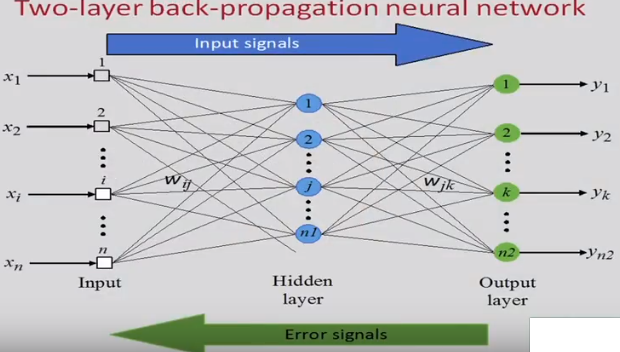 Two-layer back-propagation neural network
Input signals
x1 1 1 y1
x2 2 1 2 y2
2
xi i wij j wjk k yk
n1
xn n n2 yn2
Input Hidden layer Output layer
Error signals